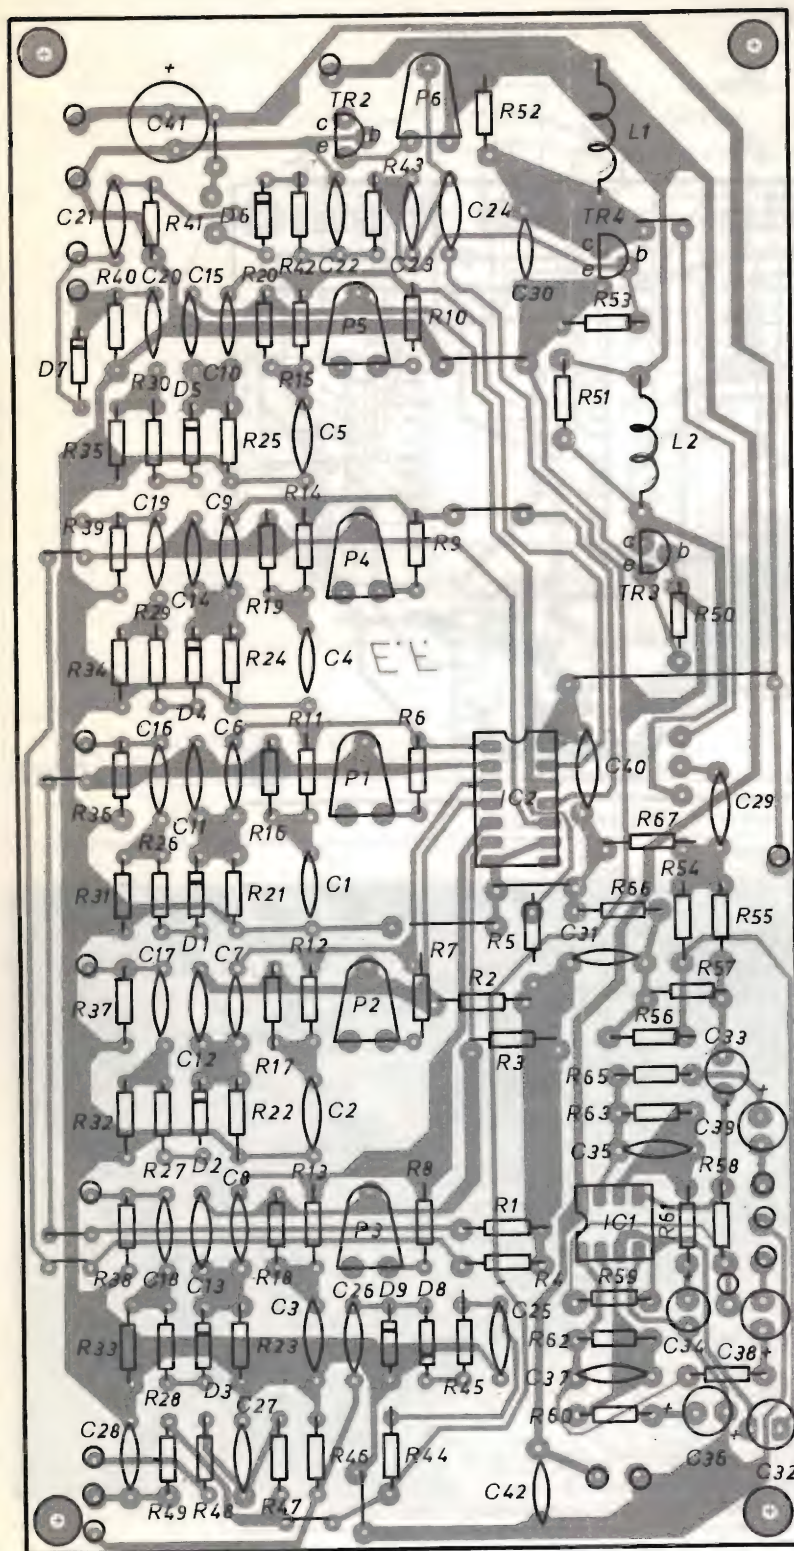 +
C41
TR2
c
b
e
P6
R52
L1
C21
R41
D6
R42
C22
R43
C23
C24
TR4
c
b
e
C30
R40
C20
C15
R20
R10
P5
R53
D7
R30
D5
C10
R15
R51
R35
R25
C5
L2
R39
C19
C9
R14
P4
R9
c
b
e
TR3
R29
C14
R19
R50
R34
D4
R24
C4
E.F.
C16
C6
R11
P1
R6
IC2
C40
C29
R36
R26
C11
R16
R67
R54
R31
D1
R21
C1
R5
R66
R55
C17
C7
R12
R7
C31
R37
P2
R2
R57
C12
R17
R3
R56
C33
R65
+
R32
R27
D2
R22
C2
R63
C39
C35
C8
R13
R8
R58
P3
R1
IC1
R61
R38
C18
C13
R18
R4
+
C3
C26
D9
D8
C25
R59
R33
R23
R62
C34
C38
+
R28
D3
R45
C37
C28
C27
R60
+
R49
R48
R47
R46
R44
C42
C36
+
C32